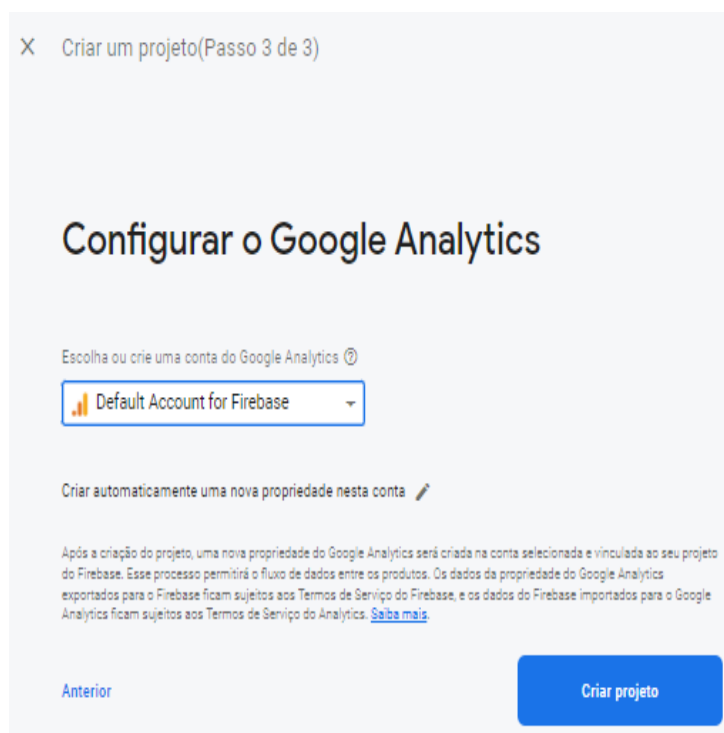 Criar um projeto(Passo 3 de 3)
Configurar o Google Analytics
Escolha ou crie uma conta do Google Analytics
Default Account for Firebase
Criar automaticamente uma nova propriedade nesta conta
Após a criação do projeto, uma nova propriedade do Google Analytics será criada na conta selecionada e vinculada ao seu projeto
do Firebase. Esse processo permitirá o fluxo de dados entre os produtos. Os dados da propriedade do Google Analytics
exportados para o Firebase ficam sujeitos aos Termos de Serviço do Firebase, e os dados do Firebase importados para o Google
Analytics ficam sujeitos aos Termos de Serviço do Analytics. Saiba mais.
Anterior
Criar projeto